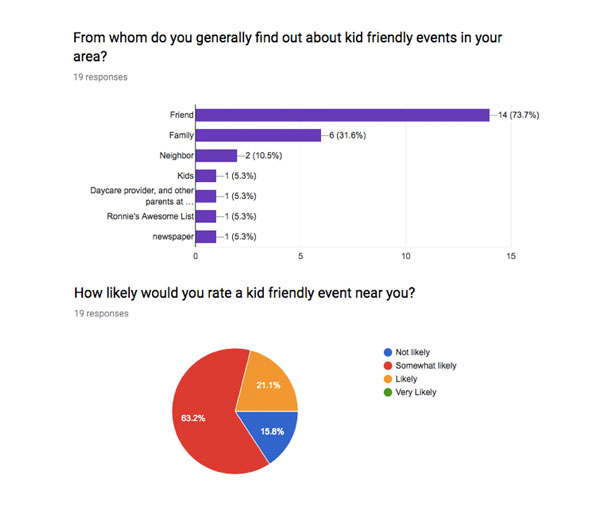 From whom do you generally find out about kid friendly events in your
area?
19 responses
Friend
14 (73.7%)
Family
6 (31.6%)
Neighbor
2 (10.5%)
Kids
1 (5.3%)
Daycare provider, and other
parents at ...
1 (5.3%)
Ronnie's Awesome List
1 (5.3%)
newspaper
1 (5.3%)
0 5 10 15
How likely would you rate a kid friendly event near you?
19 responses
Not likely
Somewhat likely
Likely
Very Likely
21.1%
63.2%
15.8%